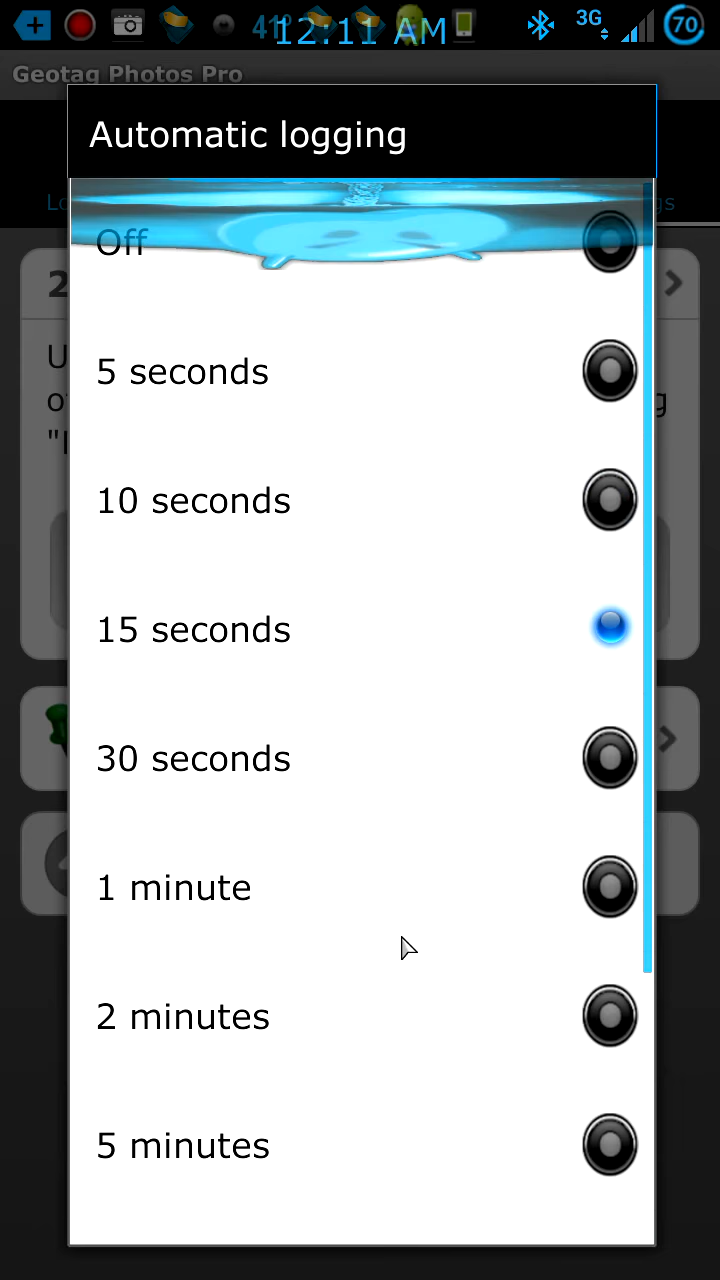 41°
12:11 AM
3G
70
Geotag Photos Pro
Automatic logging
Off
5 seconds
10 seconds
15 seconds
30 seconds
1 minute
2 minutes
5 minutes